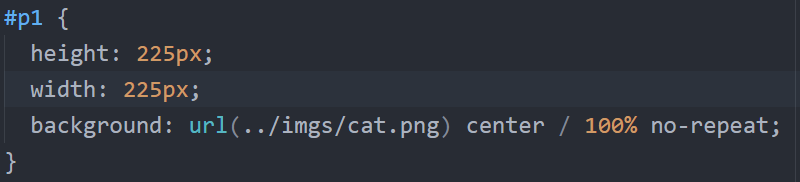 #p1 {
  height: 225px;
  width: 225px;
  background: url(../imgs/cat.png) center / 100% no-repeat;
}